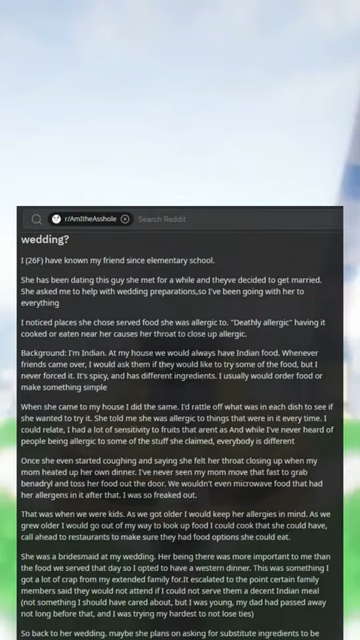 r/AmItheAsshole Search Reddit
wedding?
I (26F) have known my friend since elementary school.
She has been dating this guy she met for a while and theyve decided to get married.
She asked me to help with wedding preparations,so I've been going with her to
everything
I noticed places she chose served food she was allergic to. "Deathly allergic" having it
cooked or eaten near her causes her throat to close up allergic.
Background: I'm Indian. At my house we would always have Indian food. Whenever
friends came over, I would ask them if they would like to try some of the food, but I
never forced it. It's spicy, and has different ingredients. I usually would order food or
make something simple
When she came to my house I did the same. I'd rattle off what was in each dish to see if
she wanted to try it. She told me she was allergic to things that were in it every time. I
could relate, I had a lot of sensitivity to fruits that arent as And while I've never heard of
people being allergic to some of the stuff she claimed, everybody is different
Once she even started coughing and saying she felt her throat closing up when my
mom heated up her own dinner. I've never seen my mom move that fast to grab
benadryl and toss her food out the door. We wouldn't even microwave food that had
her allergens in it after that. I was so freaked out.
That was when we were kids. As we got older I would keep her allergies in mind. As we
grew older I would go out of my way to look up food I could cook that she could have,
call ahead to restaurants to make sure they had food options she could eat.
She was a bridesmaid at my wedding. Her being there was more important to me than
the food we served that day so I opted to have a western dinner. This was something I
got a lot of crap from my extended family for.It escalated to the point certain family
members said they would not attend if I could not serve them a decent Indian meal
(not something I should have cared about, but I was young, my dad had passed away
not long before that, and I was trying my hardest to not lose ties)
So back to her wedding. maybe she plans on asking for substitute ingredients to be